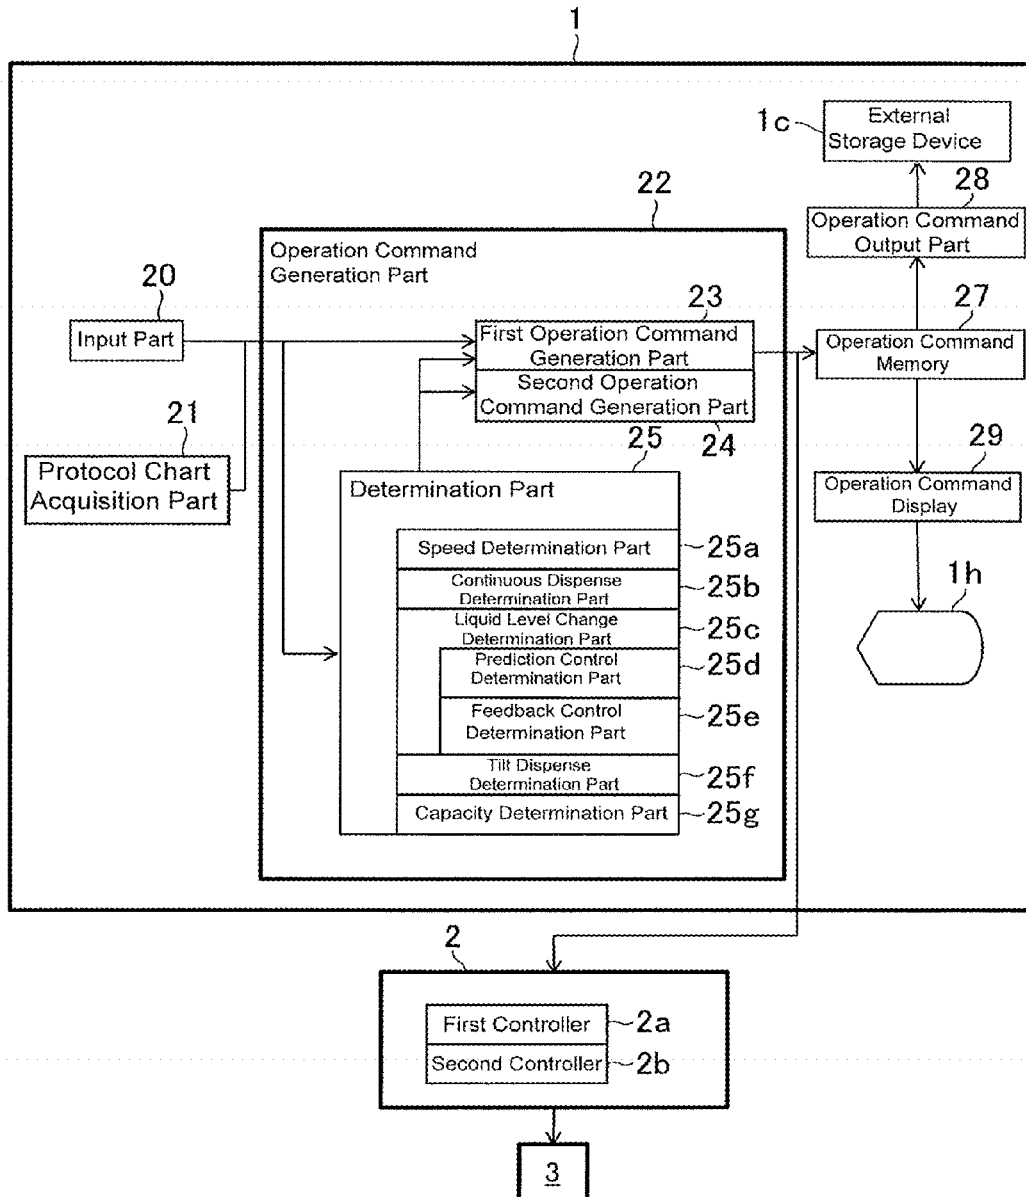 1
1c
External
Storage Device
28
Operation Command
Output Part
22
Operation Command
Generation Part
20
Input Part
23
First Operation Command
Generation Part
27
Operation Command
Memory
Second Operation
Command Generation Part
24
21
Protocol Chart
Acquisition Part
25
Determination Part
29
Operation Command
Display
Speed Determination Part
25a
Continuous Dispense
Determination Part
25b
Liquid Level Change
Determination Part
25c
Prediction Control
Determination Part
25d
Feedback Control
Determination Part
25e
Tilt Dispense
Determination Part
25f
Capacity Determination Part
25g
1h
2
First Controller
2a
Second Controller
2b
3